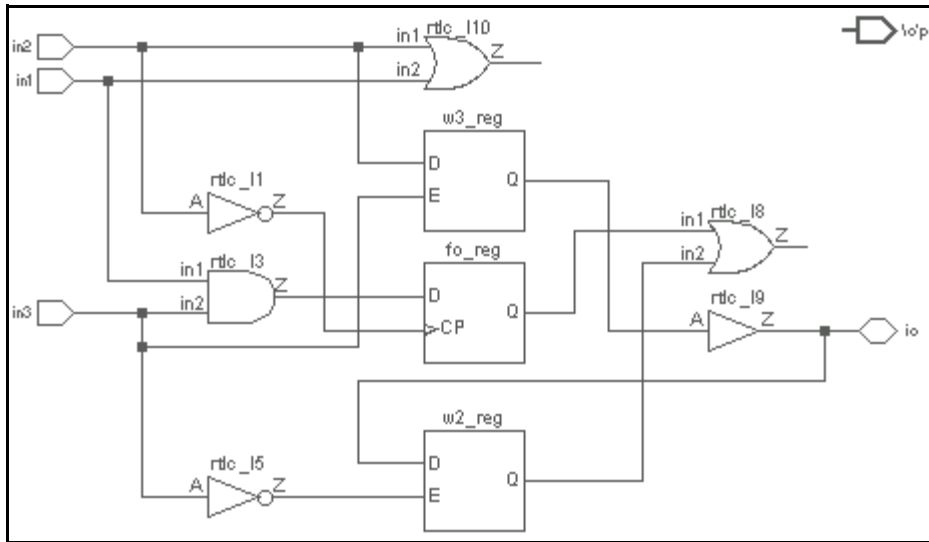 rtlc_I10
in2
in1
Z
\o'p
in1
in2
w3_reg
D
Q
E
rtlc_I1
A
Z
rtlc_I8
in1
Z
in2
fo_reg
rtlc_I3
in1
Z
in2
D
Q
CP
in3
rtlc_I9
A
Z
io
w2_reg
D
Q
E
rtlc_I5
A
Z